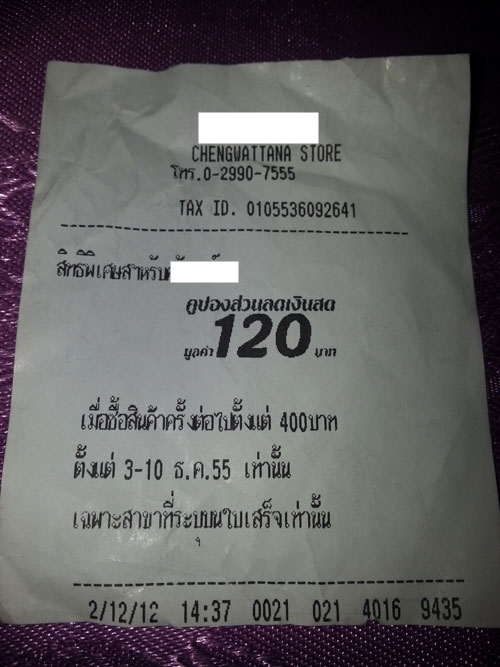 CHENGWATTANA STORE
โทร.0-2990-7555
TAX ID. 0105536092641
สิทธิพิเศษสำหรับ
คูปองส่วนลดเงินสด
มูลค่า 120 บาท
เมื่อซื้อสินค้าครั้งต่อไปตั้งแต่ 400บาท
ตั้งแต่ 3-10 ธ.ค.55 เท่านั้น
เฉพาะสาขาที่ระบุบนใบเสร็จเท่านั้น
2/12/12 14:37 0021 021 4016 9435